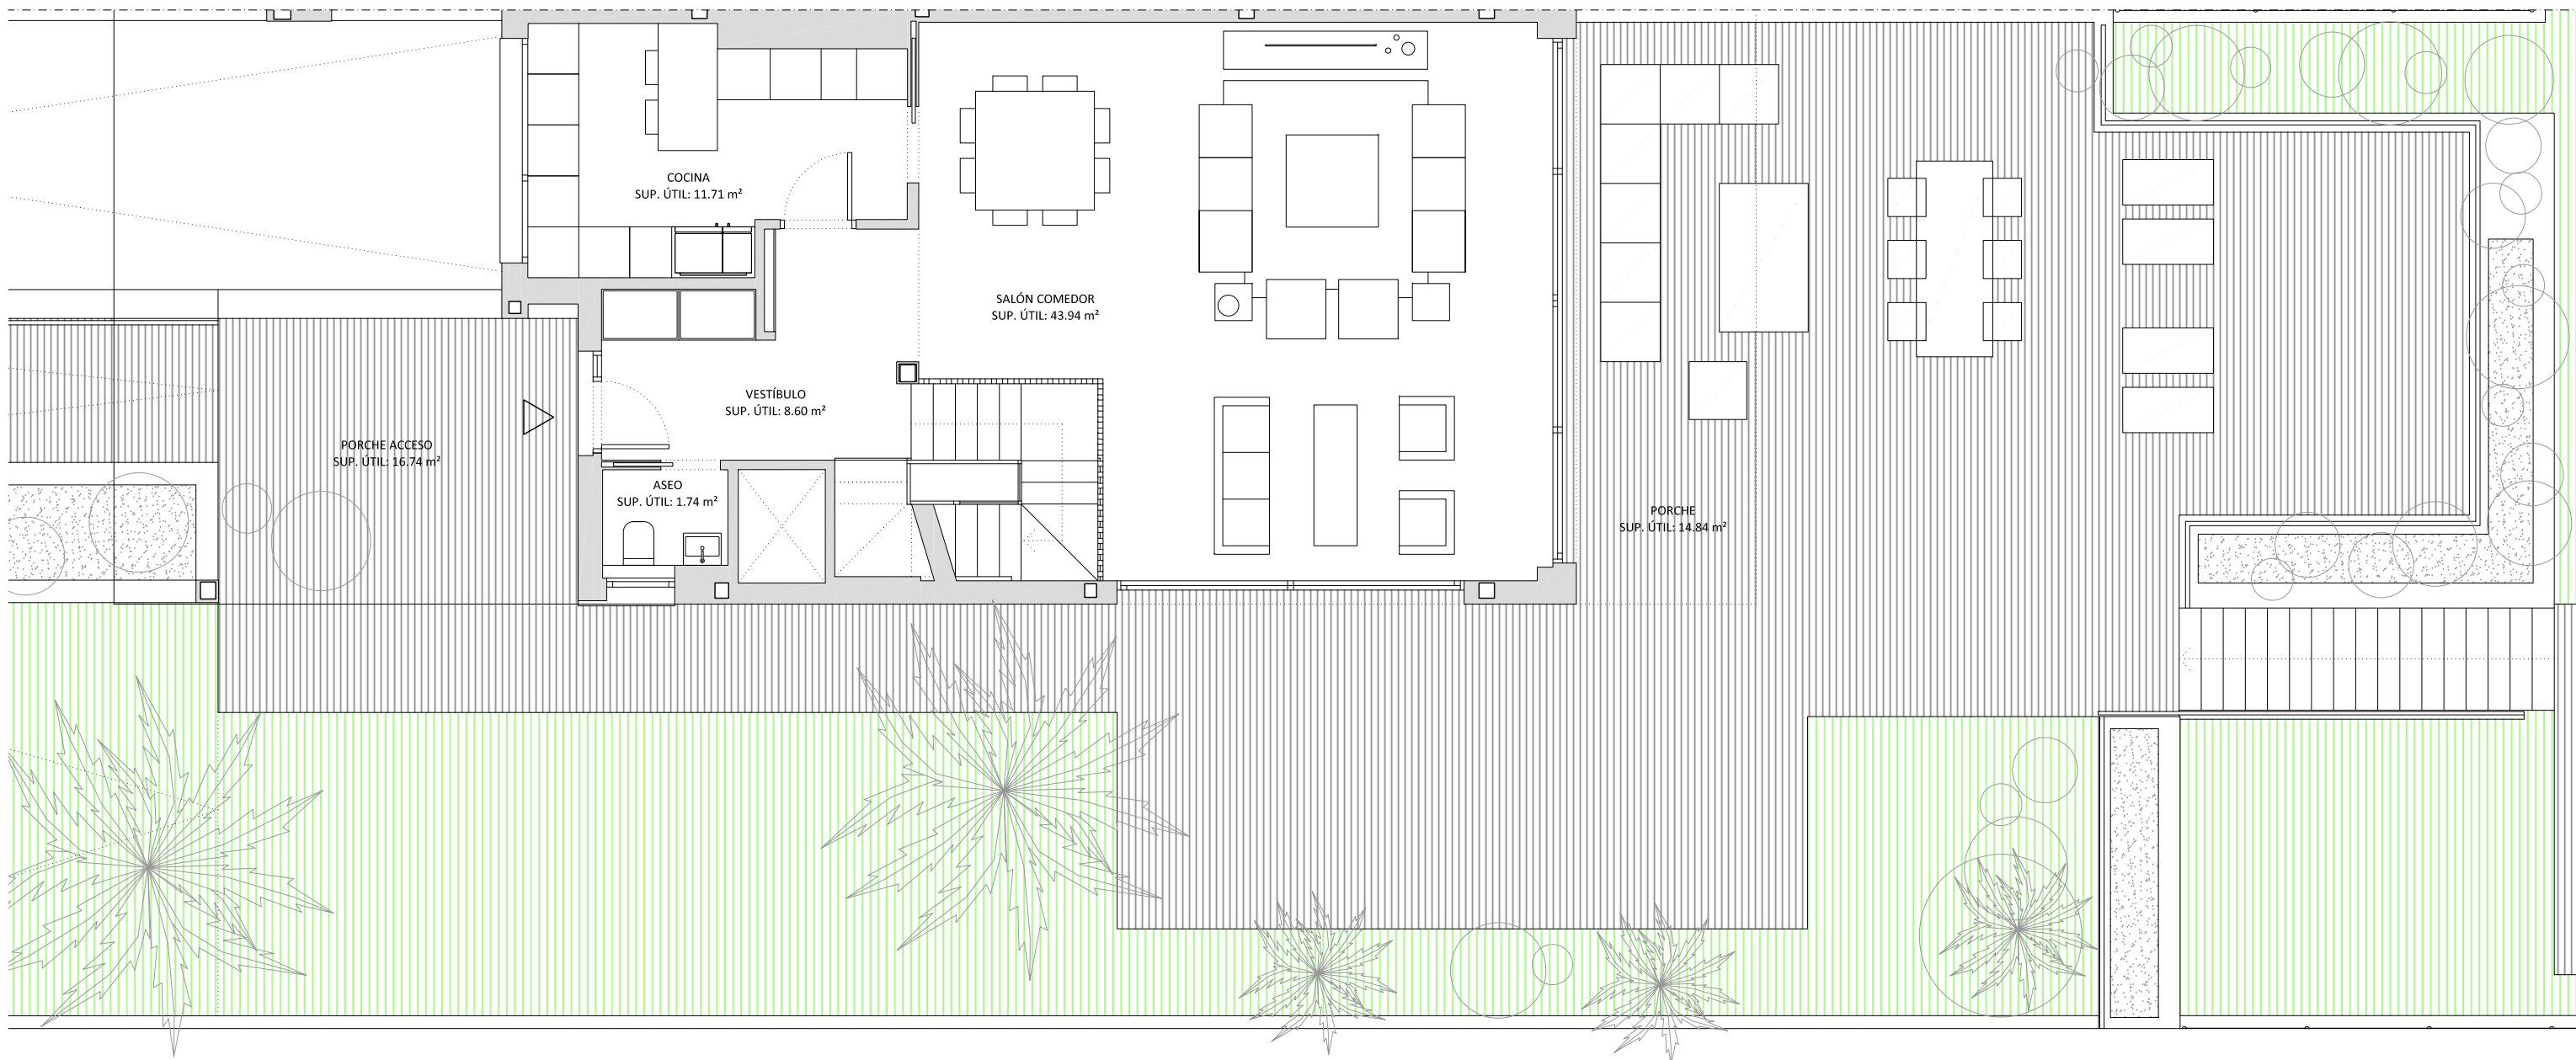 COCINA
SUP. ÚTIL: 11.71 m²
SALÓN COMEDOR
SUP. ÚTIL: 43.94 m²
VESTÍBULO
SUP. ÚTIL: 8.60 m²
PORCHE ACCESO
SUP. ÚTIL: 16.74 m²
ASEO
SUP. ÚTIL: 1.74 m²
PORCHE
SUP. ÚTIL: 14.84 m²